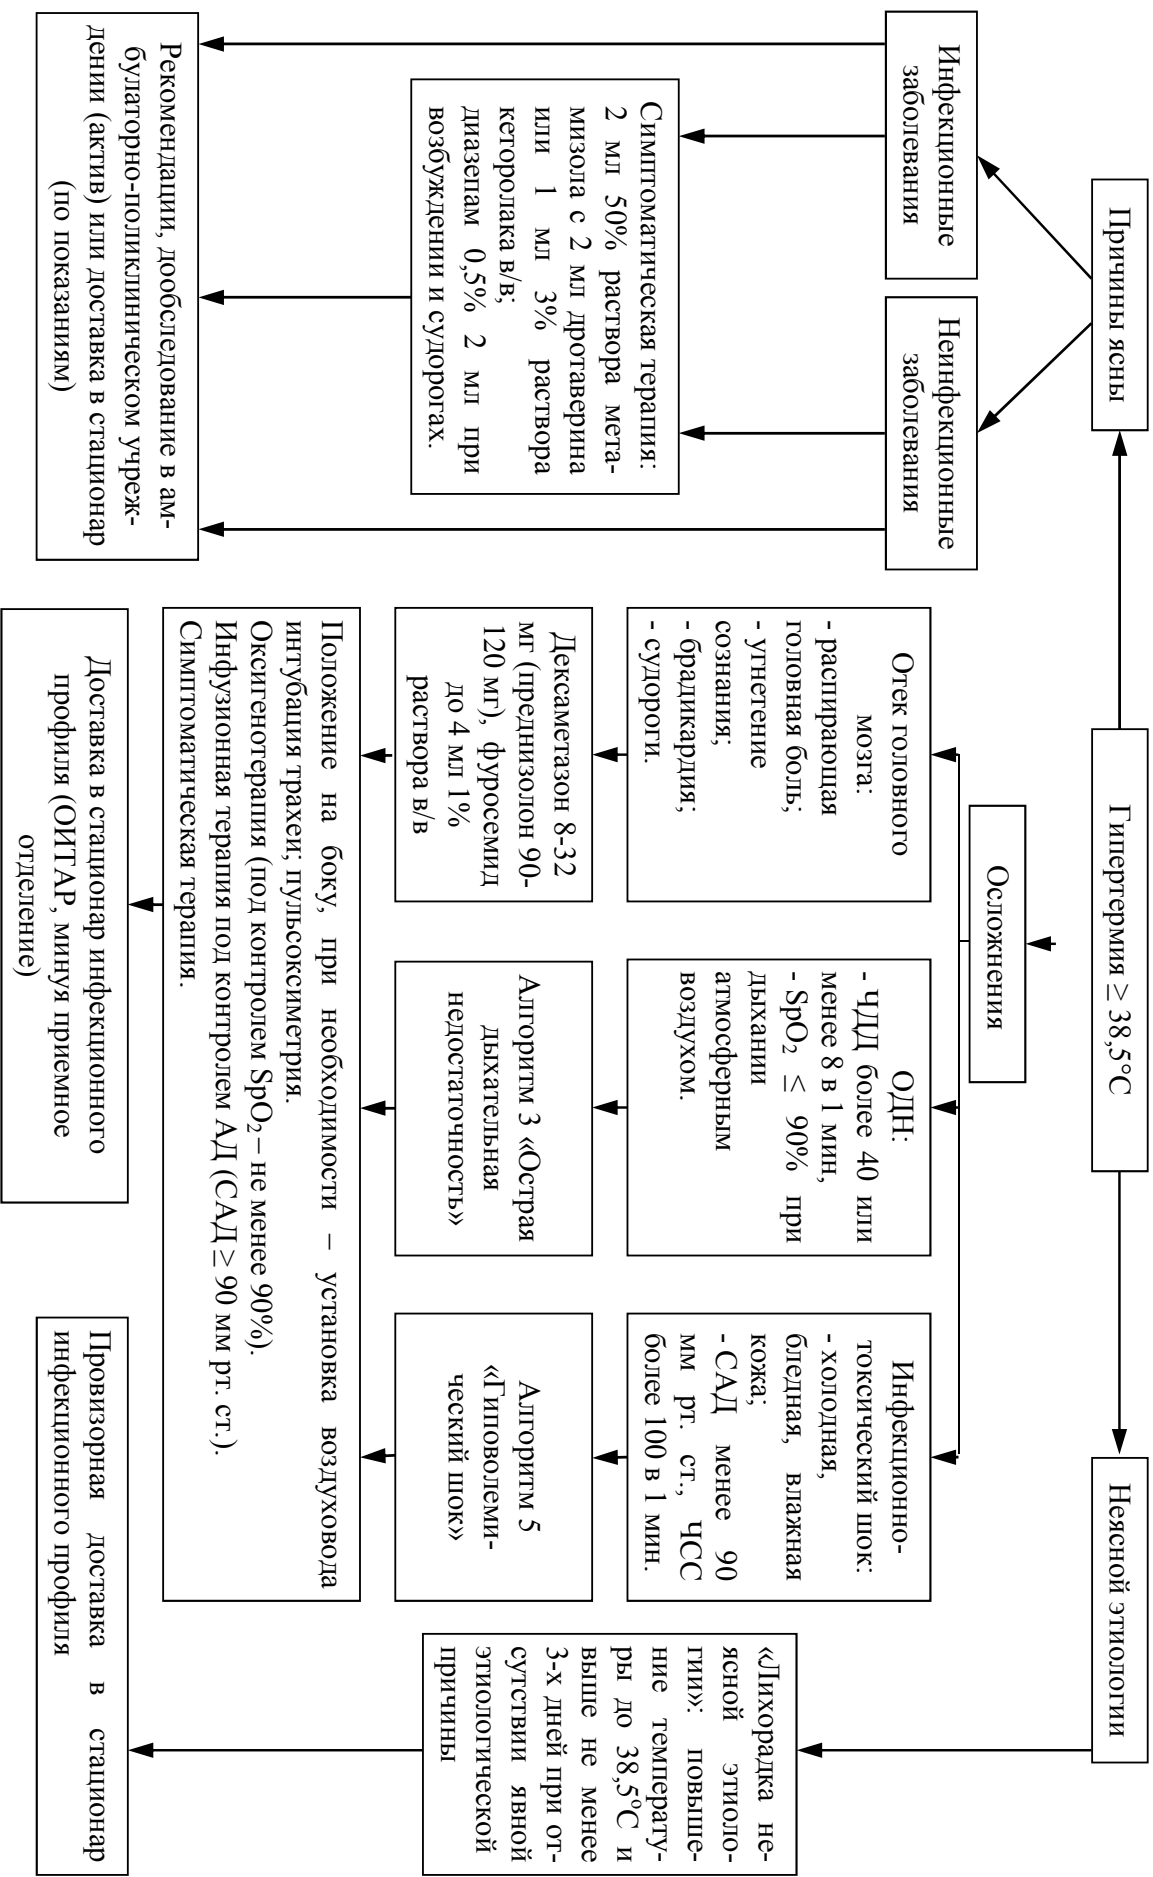 Гипертермия ≥ 38,5°С
Причины ясны
Осложнения
Неясной этиологии
Инфекционные
заболевания
Неинфекционные
заболевания
Симптоматическая терапия:
2 мл 50% раствора мета-
мизола с 2 мл дротаверина
или 1 мл 3% раствора
кеторолака в/в;
диазепам 0,5% 2 мл при
возбуждении и судорогах.
Рекомендации, дообследование в ам-
булаторно-поликлиническом учреж-
дении (актив) или доставка в стационар
(по показаниям)
Отек головного
мозга:
- распирающая
головная боль;
- угнетение
сознания;
- брадикардия;
- судороги.
ОДН:
- ЧДД более 40 или
менее 8 в 1 мин,
- SpO₂ ≤ 90% при
дыхании
атмосферным
воздухом.
Инфекционно-
токсический шок:
- холодная,
бледная, влажная
кожа;
- САД менее 90
мм рт. ст., ЧСС
более 100 в 1 мин.
Дексаметазон 8-32
мг (преднизолон 90-
120 мг), фуросемид
до 4 мл 1%
раствора в/в
Алгоритм 3 «Острая
дыхательная
недостаточность»
Алгоритм 5
«Гиповолеми-
ческий шок»
Положение на боку, при необходимости – установка воздуховода
интубация трахеи; пульсоксиметрия.
Оксигенотерапия (под контролем SpO₂ – не менее 90%).
Инфузионная терапия под контролем АД (САД ≥ 90 мм рт. ст.).
Симптоматическая терапия.
Доставка в стационар инфекционного
профиля (ОИТАР, минуя приемное
отделение)
«Лихорадка не-
ясной этиоло-
гии»: повыше-
ние температу-
ры до 38,5°С и
выше не менее
3-х дней при от-
сутствии явной
этиологической
причины
Провизорная доставка в стационар
инфекционного профиля